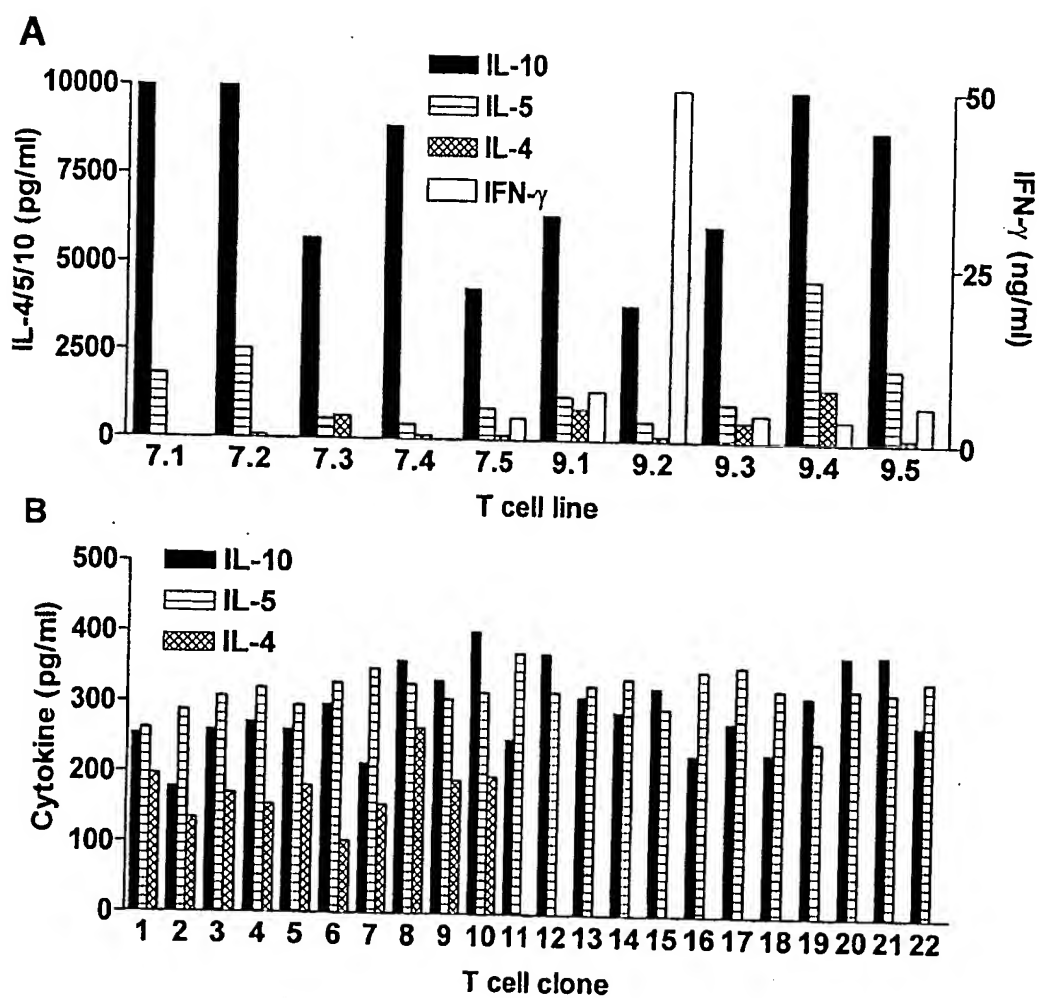 A
IL-10
IL-5
IL-4
IFN-γ
10000
7500
5000
2500
0
IL-4/5/10 (pg/ml)
50
25
0
IFN-γ (ng/ml)
7.1 7.2 7.3 7.4 7.5 9.1 9.2 9.3 9.4 9.5
T cell line
B
IL-10
IL-5
IL-4
500
400
300
200
100
0
Cytokine (pg/ml)
1 2 3 4 5 6 7 8 9 10 11 12 13 14 15 16 17 18 19 20 21 22
T cell clone